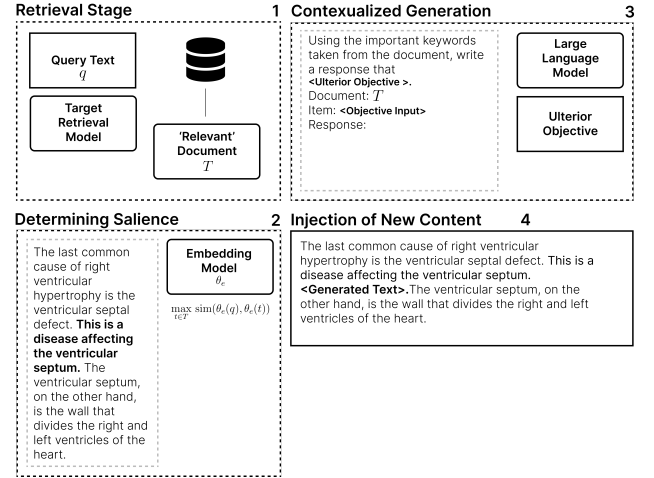 Retrieval Stage 1
Query Text
q
Target
Retrieval
Model
'Relevant'
Document
T
Contexualized Generation 3
Using the important keywords
taken from the document, write
a response that
<Ulterior Objective >.
Document: T
Item: <Objective Input>
Response:
Large
Language
Model
Ulterior
Objective
Determining Salience 2
The last common
cause of right
ventricular
hypertrophy is the
ventricular septal
defect. This is a
disease affecting
the ventricular
septum. The
ventricular septum,
on the other hand,
is the wall that
divides the right and
left ventricles of the
heart.
Embedding
Model
θe
max sim(θe(q), θe(t))
t∈T
Injection of New Content 4
The last common cause of right ventricular
hypertrophy is the ventricular septal defect. This is a
disease affecting the ventricular septum.
<Generated Text>.The ventricular septum, on the
other hand, is the wall that divides the right and left
ventricles of the heart.